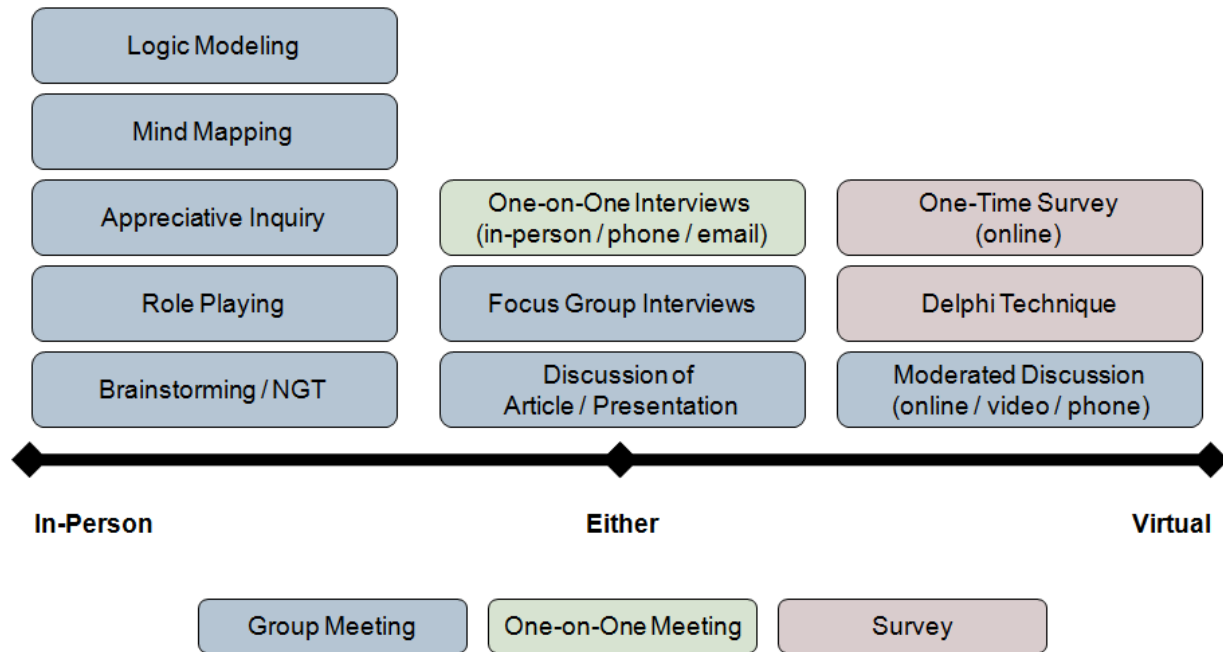 Logic Modeling
Mind Mapping
Appreciative Inquiry
Role Playing
Brainstorming / NGT
One-on-One Interviews
(in-person / phone / email)
Focus Group Interviews
Discussion of
Article / Presentation
One-Time Survey
(online)
Delphi Technique
Moderated Discussion
(online / video / phone)
In-Person
Either
Virtual
Group Meeting
One-on-One Meeting
Survey